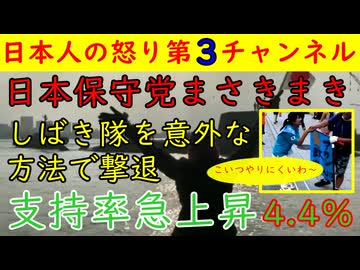 日本人の怒り第3チャンネル
日本保守党まさきまき
しばき隊を意外な
方法で撃退
こいつやりにくいわ～
支持率急上昇4.4%